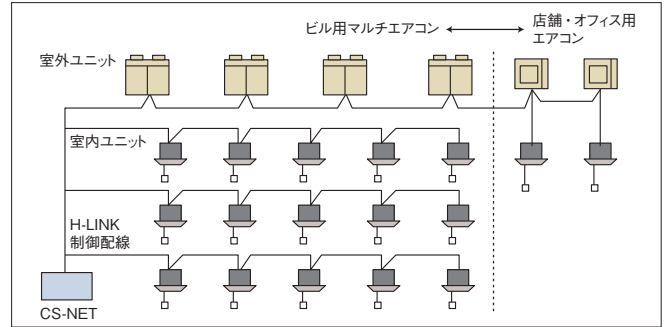 ビル用マルチエアコン
店舗・オフィス用
エアコン
室外ユニット
室内ユニット
H-LINK
制御配線
CS-NET